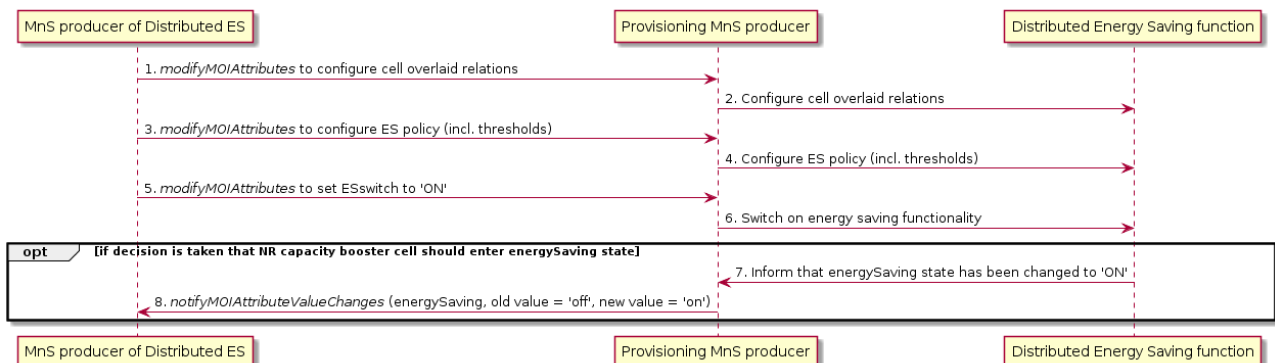 MnS producer of Distributed ES Provisioning MnS producer Distributed Energy Saving function
1. modifyMOIAttributes to configure cell overlaid relations
2. Configure cell overlaid relations
3. modifyMOIAttributes to configure ES policy (incl. thresholds)
4. Configure ES policy (incl. thresholds)
5. modifyMOIAttributes to set ESswitch to 'ON'
6. Switch on energy saving functionality
opt [if decision is taken that NR capacity booster cell should enter energySaving state]
7. Inform that energySaving state has been changed to 'ON'
8. notifyMOIAttributeValueChanges (energySaving, old value = 'off', new value = 'on')
MnS producer of Distributed ES Provisioning MnS producer Distributed Energy Saving function